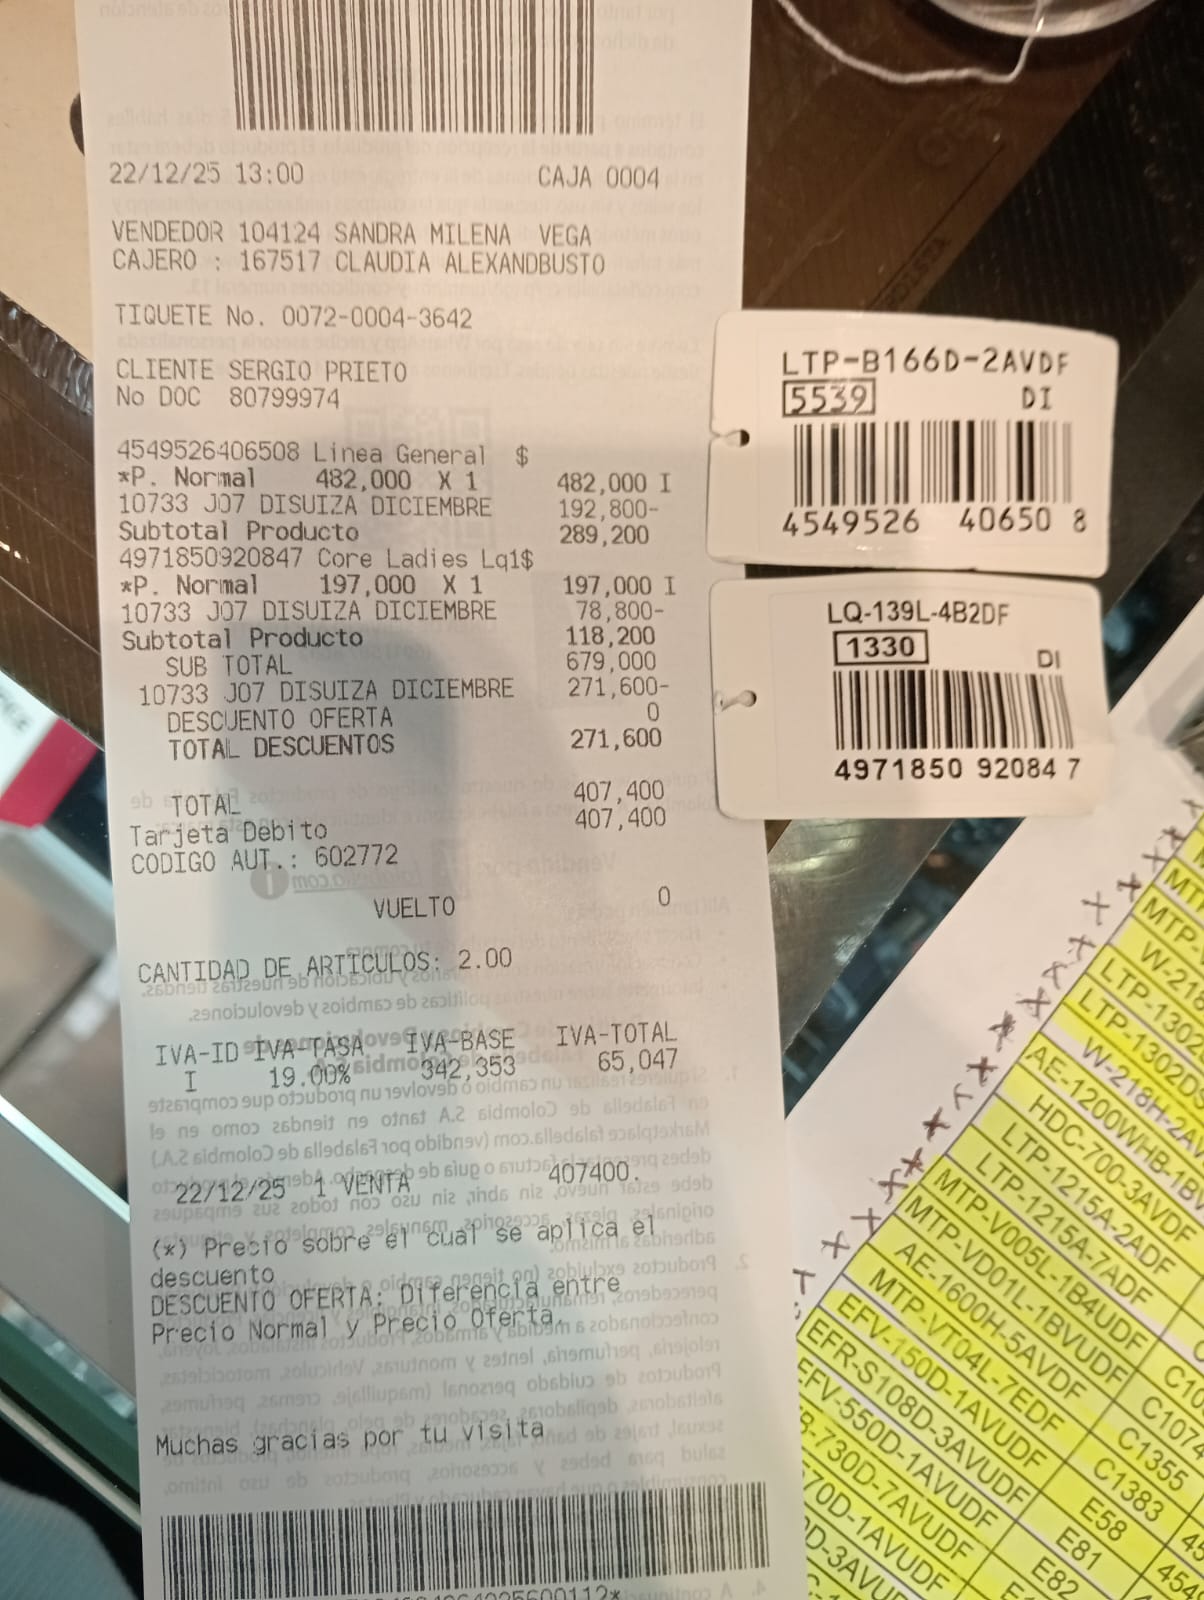 22/12/25 13:00 CAJA 0004
VENDEDOR 104124 SANDRA MILENA VEGA
CAJERO : 167517 CLAUDIA ALEXANDBUSTO
TIQUETE No. 0072-0004-3642
CLIENTE SERGIO PRIETO
No DOC 80799974
4549526406508 Linea General $
*P. Normal 482,000 X 1 482,000 I
10733 J07 DISUIZA DICIEMBRE 192,800-
Subtotal Producto 289,200
4971850920847 Core Ladies Lq1$
*P. Normal 197,000 X 1 197,000 I
10733 J07 DISUIZA DICIEMBRE 78,800-
Subtotal Producto 118,200
SUB TOTAL 679,000
10733 J07 DISUIZA DICIEMBRE 271,600-
DESCUENTO OFERTA 0
TOTAL DESCUENTOS 271,600
TOTAL 407,400
Tarjeta Debito 407,400
CODIGO AUT.: 602772
VUELTO 0
CANTIDAD DE ARTICULOS: 2.00
IVA-ID IVA-TASA IVA-BASE IVA-TOTAL
I 19.00% 342,353 65,047
22/12/25 1 VENTA 407400.
(*) Precio sobre el cual se aplica el
descuento
DESCUENTO OFERTA: Diferencia entre
Precio Normal y Precio Oferta.
Muchas gracias por tu visita
LTP-B166D-2AVDF
5539 DI
4549526 40650 8
LQ-139L-4B2DF
1330 DI
4971850 92084 7
LTP-1302
LTP-1302DS
W-218H-2AV
AE-1200WHB-1BV
HDC-700-3AVDF
LTP-1215A-2ADF
LTP-1215A-7ADF
MTP-V005L-1B4UDF
MTP-VD01L-1BVUDF
AE-1600H-5AVDF C1355
MTP-VT04L-7EDF C1383
EFV-150D-1AVUDF E58
EFR-S108D-3AVUDF E81
EFV-550D-1AVUDF E82
-730D-7AVUDF
70D-1AVUDF